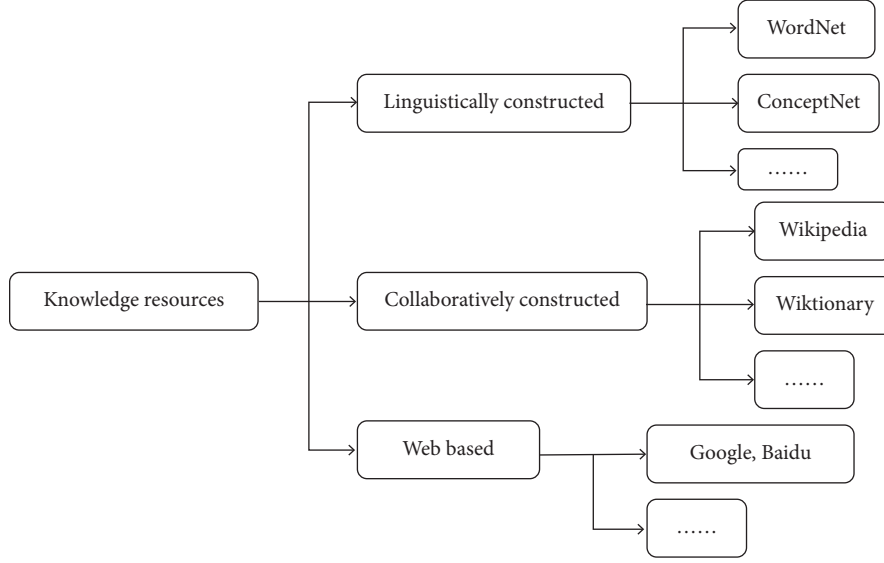 WordNet
Linguistically constructed
ConceptNet
......
Wikipedia
Knowledge resources
Collaboratively constructed
Wiktionary
......
Web based
Google, Baidu
......